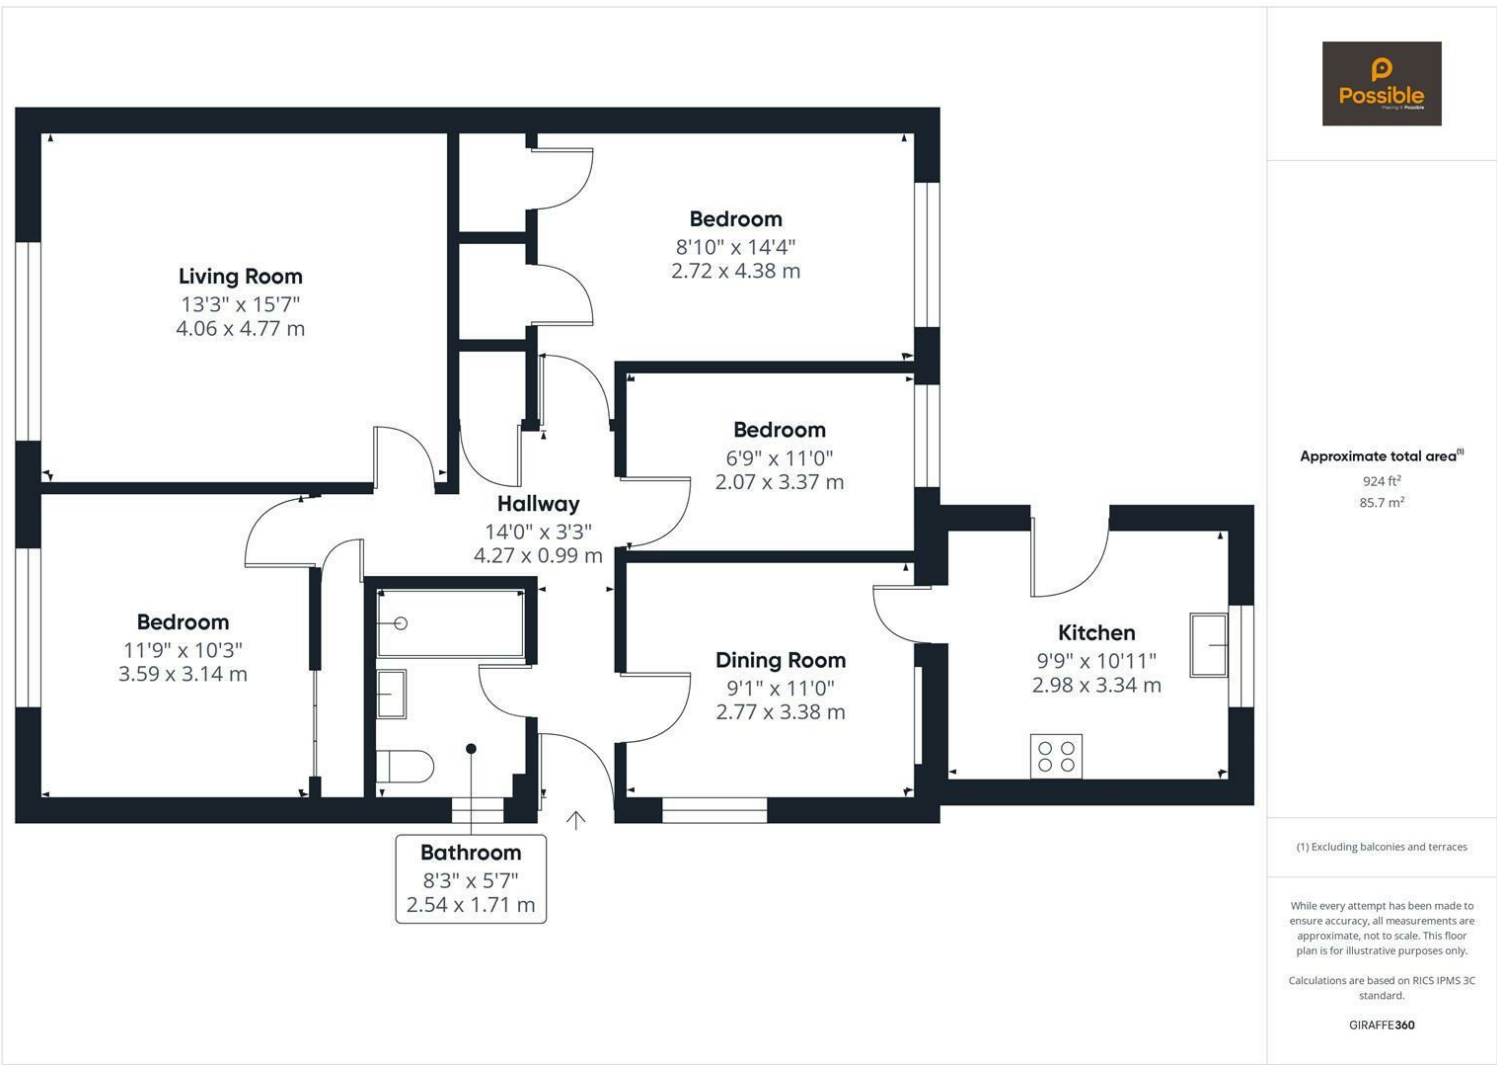 Living Room
13'3" x 15'7"
4.06 x 4.77 m
Bedroom
8'10" x 14'4"
2.72 x 4.38 m
Bedroom
6'9" x 11'0"
2.07 x 3.37 m
Hallway
14'0" x 3'3"
4.27 x 0.99 m
Bedroom
11'9" x 10'3"
3.59 x 3.14 m
Dining Room
9'1" x 11'0"
2.77 x 3.38 m
Kitchen
9'9" x 10'11"
2.98 x 3.34 m
Bathroom
8'3" x 5'7"
2.54 x 1.71 m
Possible
Approximate total area⁽¹⁾
924 ft²
85.7 m²
(1) Excluding balconies and terraces
While every attempt has been made to
ensure accuracy, all measurements are
approximate, not to scale. This floor
plan is for illustrative purposes only.
Calculations are based on RICS IPMS 3C
standard.
GIRAFFE360